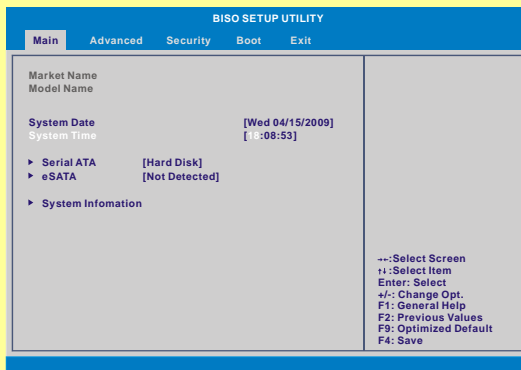 BISO SETUP UTILITY
Main Advanced Security Boot Exit
Market Name
Model Name
System Date [Wed 04/15/2009]
System Time [18:08:53]
▶ Serial ATA [Hard Disk]
▶ eSATA [Not Detected]
▶ System Infomation
→←:Select Screen
↑↓:Select Item
Enter: Select
+/-: Change Opt.
F1: General Help
F2: Previous Values
F9: Optimized Default
F4: Save